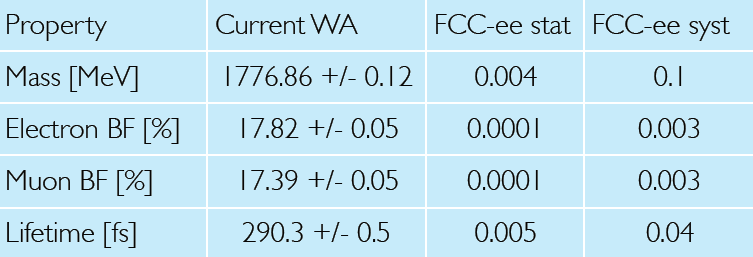 Property Current WA FCC-ee stat FCC-ee syst
Mass [MeV] 1776.86 +/- 0.12 0.004 0.1
Electron BF [%] 17.82 +/- 0.05 0.0001 0.003
Muon BF [%] 17.39 +/- 0.05 0.0001 0.003
Lifetime [fs] 290.3 +/- 0.5 0.005 0.04